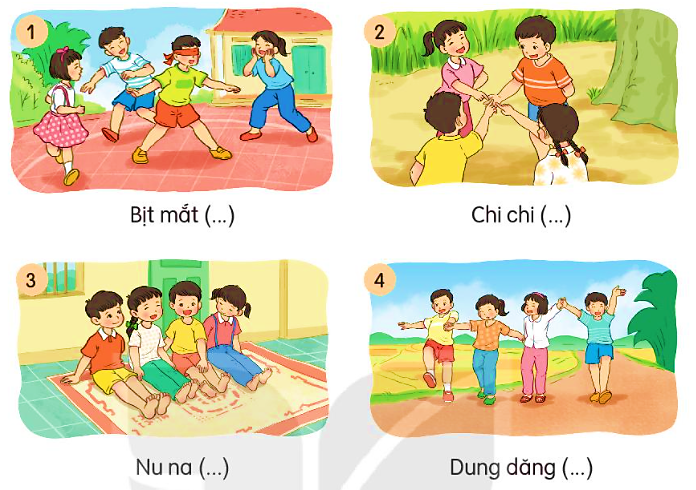 1
2
Bịt mắt (...)
Chi chi (...)
3
4
Nu na (...)
Dung dăng (...)